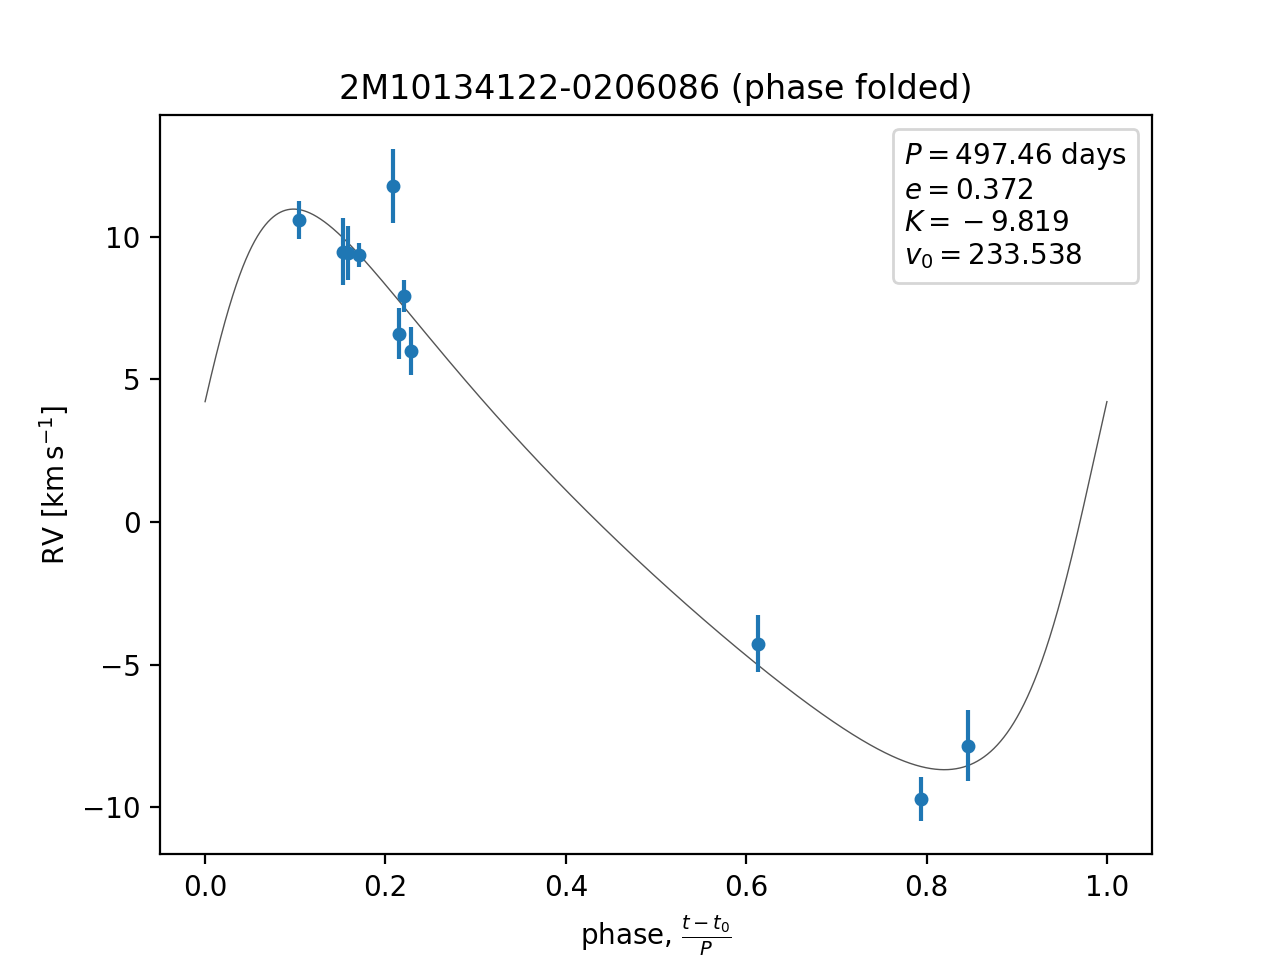 2M10134122-0206086 (phase folded)
P = 497.46 days
e = 0.372
K = −9.819
v₀ = 233.538
10
5
0
−5
−10
RV [km s⁻¹]
0.0 0.2 0.4 0.6 0.8 1.0
phase, (t − t₀)/P